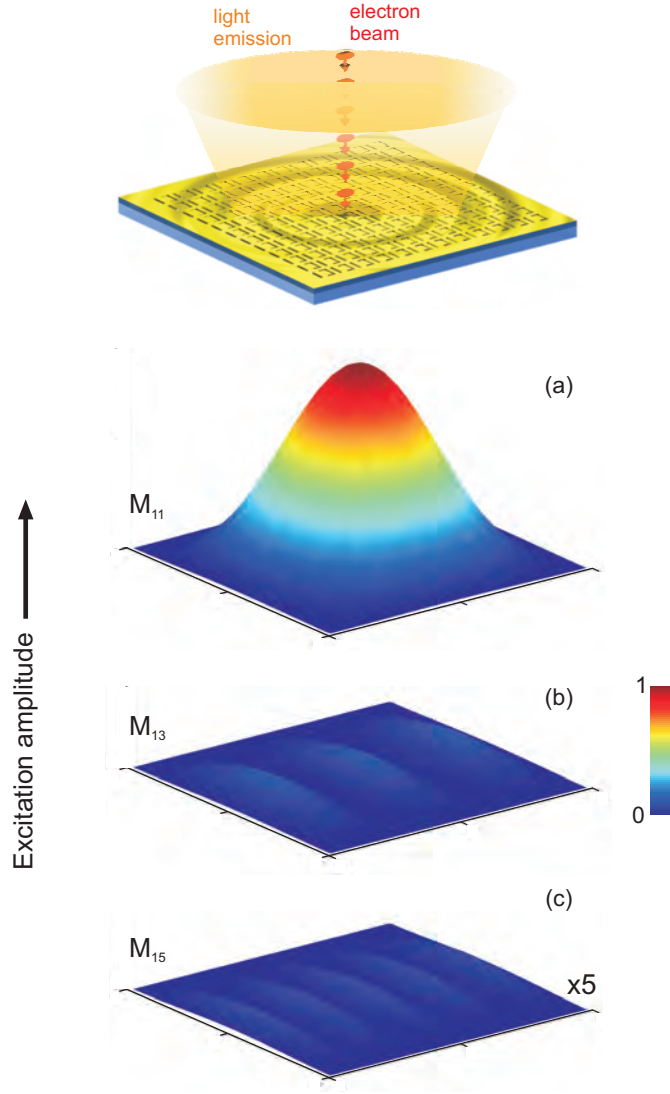 light
emission
electron
beam
(a)
M₁₁
Excitation amplitude
(b)
M₁₃
1
0
(c)
M₁₅
x5